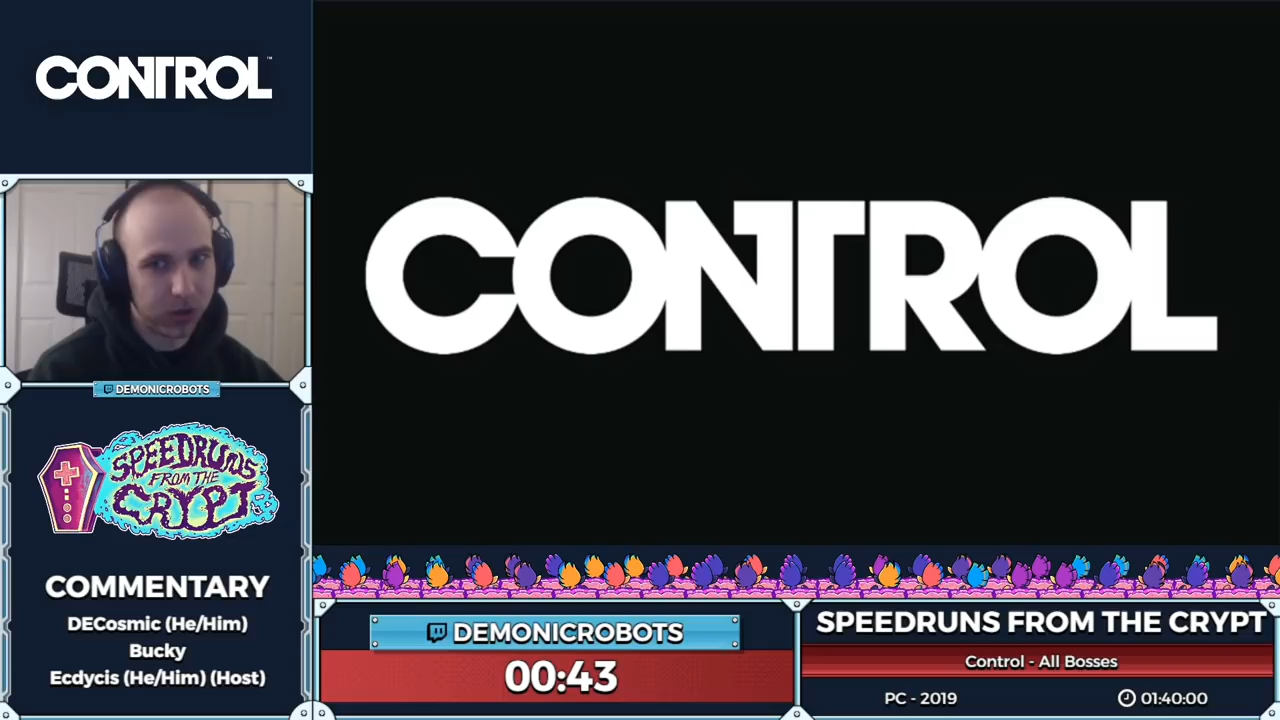 CONTROL™
CONTROL
DEMONICROBOTS
SPEEDRUNS
FROM THE
CRYPT
COMMENTARY
DECosmic (He/Him)
Bucky
Ecdycis (He/Him) (Host)
DEMONICROBOTS
00:43
SPEEDRUNS FROM THE CRYPT
Control - All Bosses
PC - 2019
01:40:00